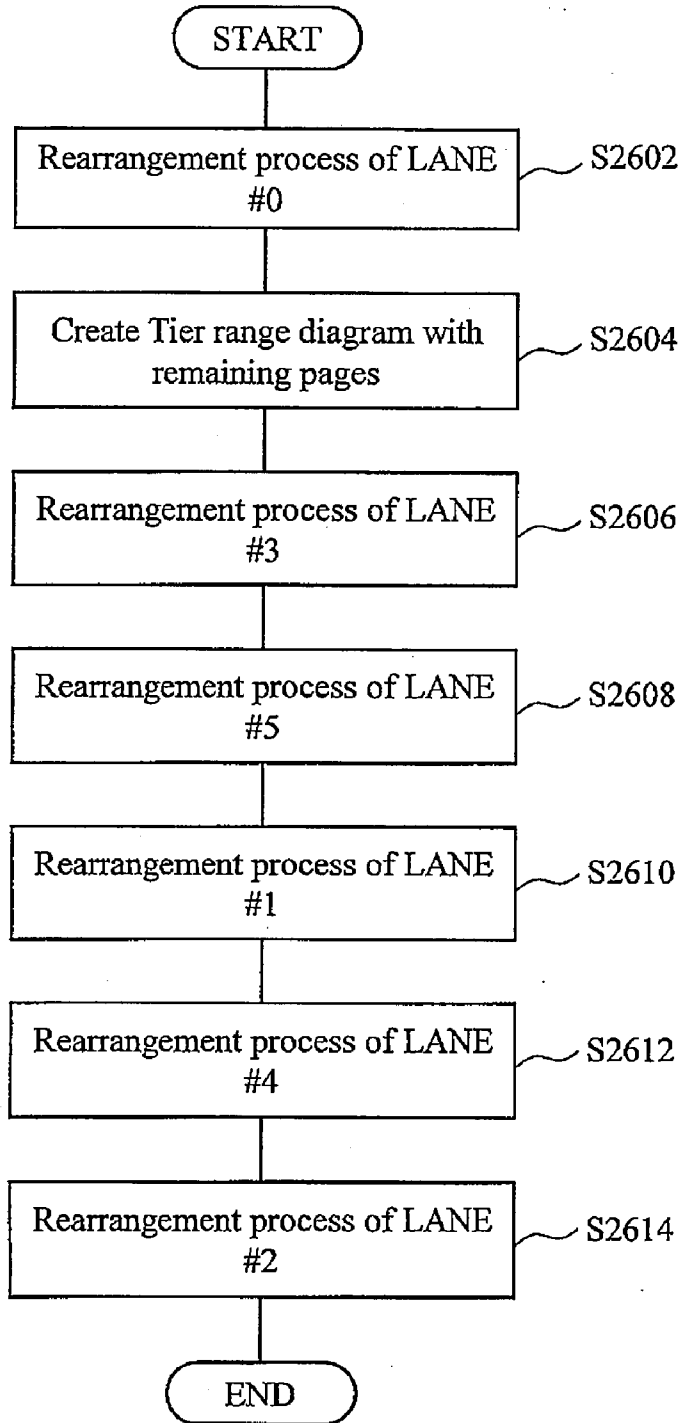 START
Rearrangement process of LANE
#0
S2602
Create Tier range diagram with
remaining pages
S2604
Rearrangement process of LANE
#3
S2606
Rearrangement process of LANE
#5
S2608
Rearrangement process of LANE
#1
S2610
Rearrangement process of LANE
#4
S2612
Rearrangement process of LANE
#2
S2614
END